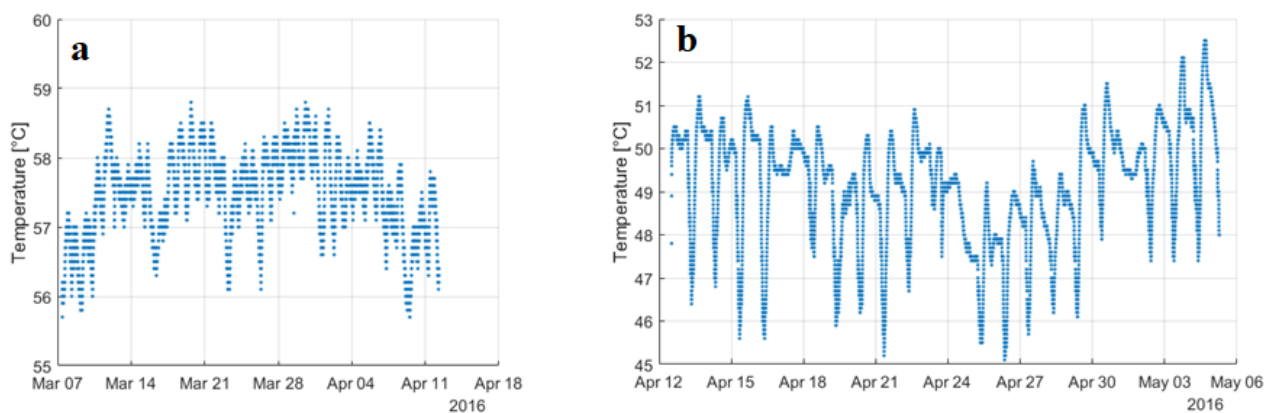 a
Temperature [°C]
60
59
58
57
56
55
Mar 07 Mar 14 Mar 21 Mar 28 Apr 04 Apr 11 Apr 18
2016
b
Temperature [°C]
53
52
51
50
49
48
47
46
45
Apr 12 Apr 15 Apr 18 Apr 21 Apr 24 Apr 27 Apr 30 May 03 May 06
2016